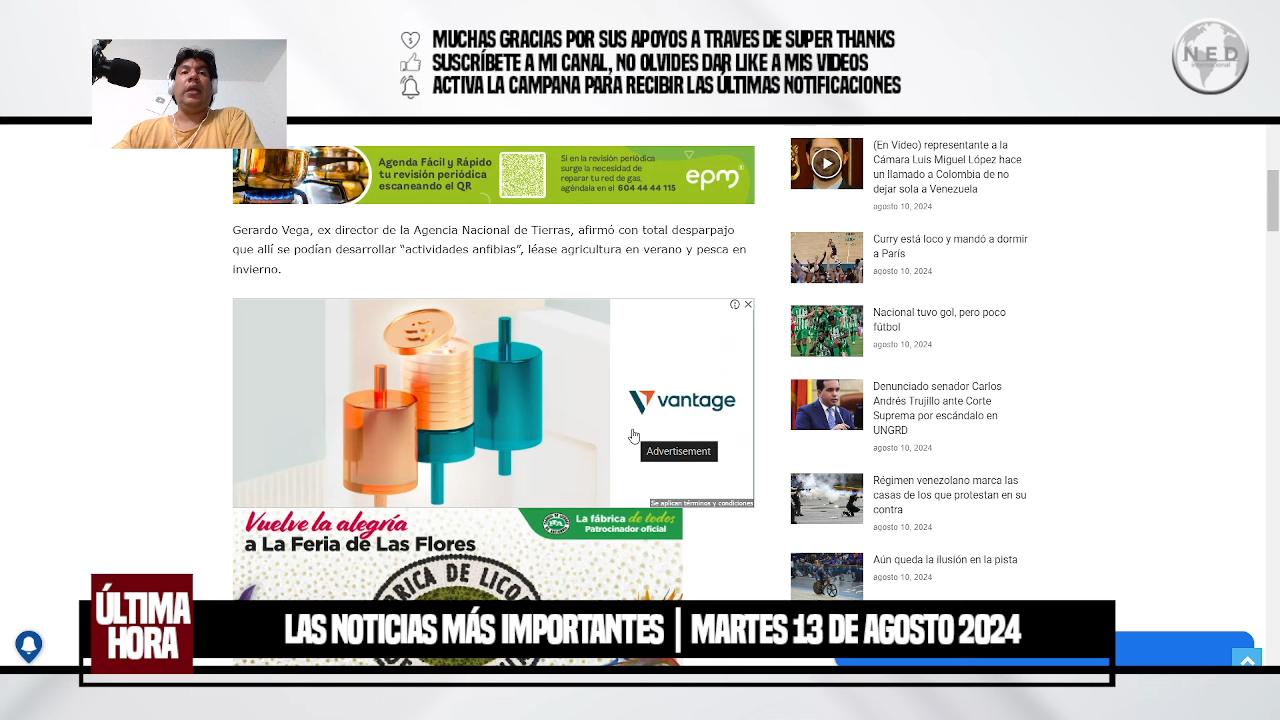 MUCHAS GRACIAS POR SUS APOYOS A TRAVES DE SUPER THANKS
SUSCRÍBETE A MI CANAL, NO OLVIDES DAR LIKE A MIS VIDEOS
ACTIVA LA CAMPANA PARA RECIBIR LAS ÚLTIMAS NOTIFICACIONES
N.E.D
internacional
Agenda Fácil y Rápido
tu revisión periódica
escaneando el QR
Si en la revisión periódica
surge la necesidad de
reparar tu red de gas,
agéndala en el 604 44 44 115
epm
Gerardo Vega, ex director de la Agencia Nacional de Tierras, afirmó con total desparpajo
que allí se podían desarrollar “actividades anfibias”, léase agricultura en verano y pesca en
invierno.
vantage
Advertisement
Se aplican términos y condiciones
Vuelve la alegría
a La Feria de Las Flores
La fábrica de todos
Patrocinador oficial
FÁBRICA DE LICO
(En Video) representante a la
Cámara Luis Miguel López hace
un llamado a Colombia de no
dejar sola a Venezuela
agosto 10, 2024
Curry está loco y mandó a dormir
a París
agosto 10, 2024
Nacional tuvo gol, pero poco
fútbol
agosto 10, 2024
Denunciado senador Carlos
Andrés Trujillo ante Corte
Suprema por escándalo en
UNGRD
agosto 10, 2024
Régimen venezolano marca las
casas de los que protestan en su
contra
agosto 10, 2024
Aún queda la ilusión en la pista
agosto 10, 2024
ÚLTIMA
HORA
LAS NOTICIAS MÁS IMPORTANTES | MARTES 13 DE AGOSTO 2024